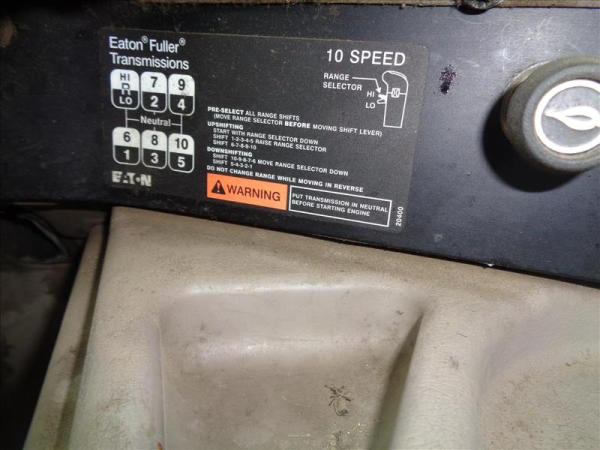 Eaton® Fuller®
Transmissions
10 SPEED
RANGE
SELECTOR
HI
LO
HI R LO
7 2
9 4
Neutral
6 1
8 3
10 5
EATON
PRE-SELECT ALL RANGE SHIFTS
(MOVE RANGE SELECTOR BEFORE MOVING SHIFT LEVER)
UPSHIFTING
START WITH RANGE SELECTOR DOWN
SHIFT 1-2-3-4-5 RAISE RANGE SELECTOR
SHIFT 6-7-8-9-10
DOWNSHIFTING
SHIFT 10-9-8-7-6 MOVE RANGE SELECTOR DOWN
SHIFT 5-4-3-2-1
DO NOT CHANGE RANGE WHILE MOVING IN REVERSE
WARNING
PUT TRANSMISSION IN NEUTRAL
BEFORE STARTING ENGINE
20400